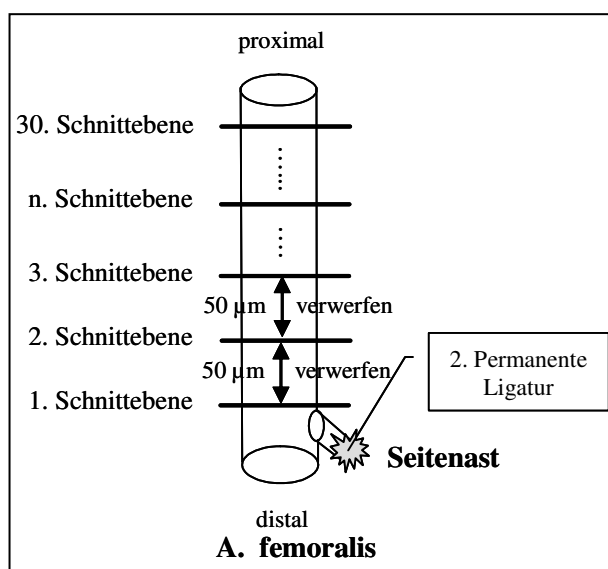 proximal
30. Schnittebene
n. Schnittebene
3. Schnittebene
50 µm verwerfen
2. Schnittebene
50 µm verwerfen
1. Schnittebene
2. Permanente
Ligatur
Seitenast
distal
A. femoralis